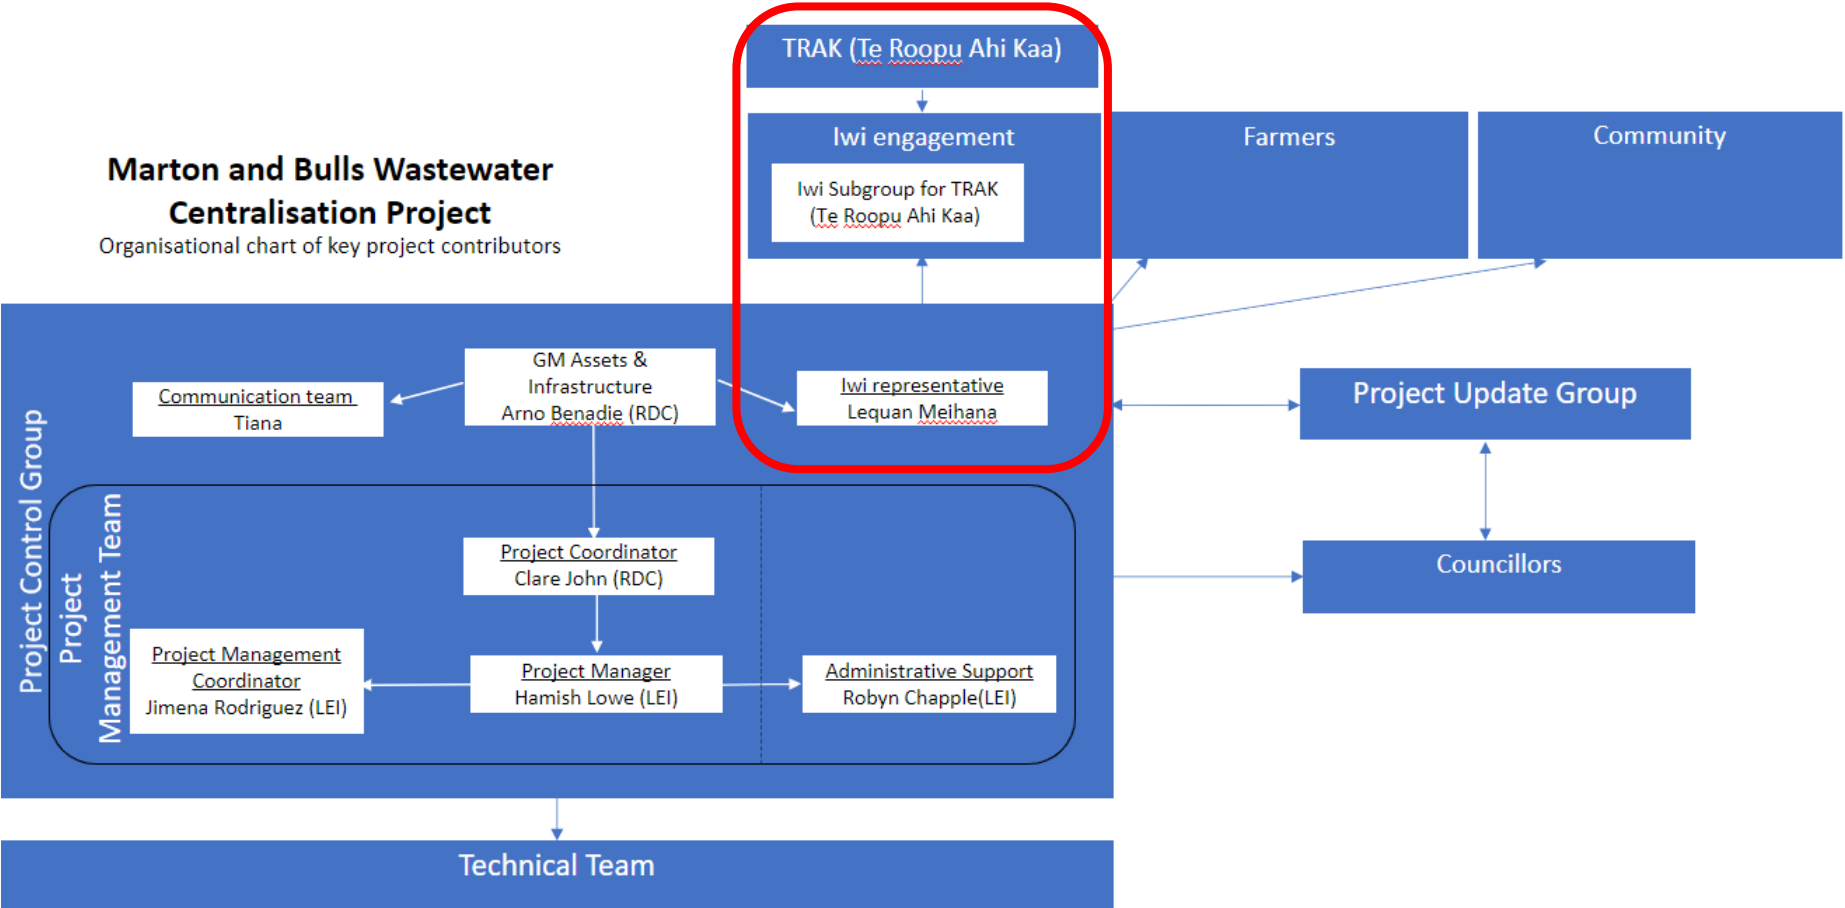 TRAK (Te Roopu Ahi Kaa)
Iwi engagement
Iwi Subgroup for TRAK
(Te Roopu Ahi Kaa)
Farmers
Community
Marton and Bulls Wastewater
Centralisation Project
Organisational chart of key project contributors
Project Control Group
Communication team
Tiana
GM Assets &
Infrastructure
Arno Benadie (RDC)
Iwi representative
Lequan Meihana
Project Update Group
Councillors
Project
Management Team
Project Coordinator
Clare John (RDC)
Project Management
Coordinator
Jimena Rodriguez (LEI)
Project Manager
Hamish Lowe (LEI)
Administrative Support
Robyn Chapple(LEI)
Technical Team